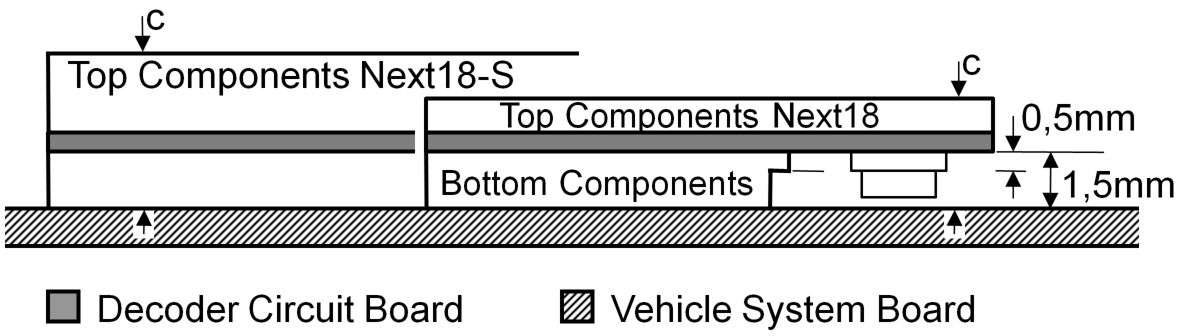 c
Top Components Next18-S
c
Top Components Next18
0,5mm
Bottom Components
1,5mm
Decoder Circuit Board
Vehicle System Board